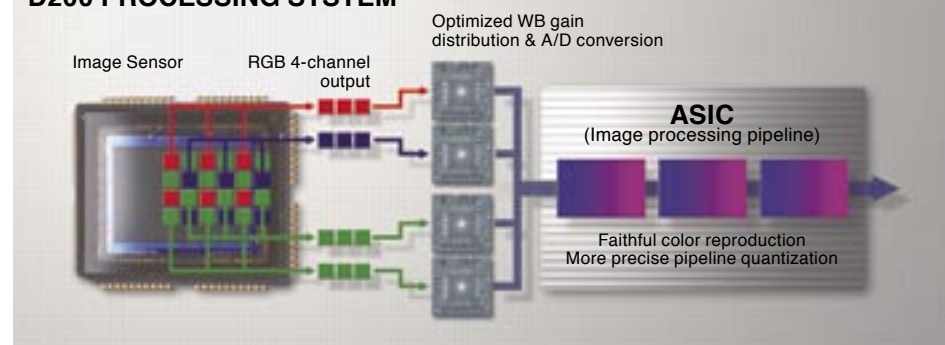 D200 PROCESSING SYSTEM
Optimized WB gain
distribution & A/D conversion
Image Sensor
RGB 4-channel
output
ASIC
(Image processing pipeline)
Faithful color reproduction
More precise pipeline quantization